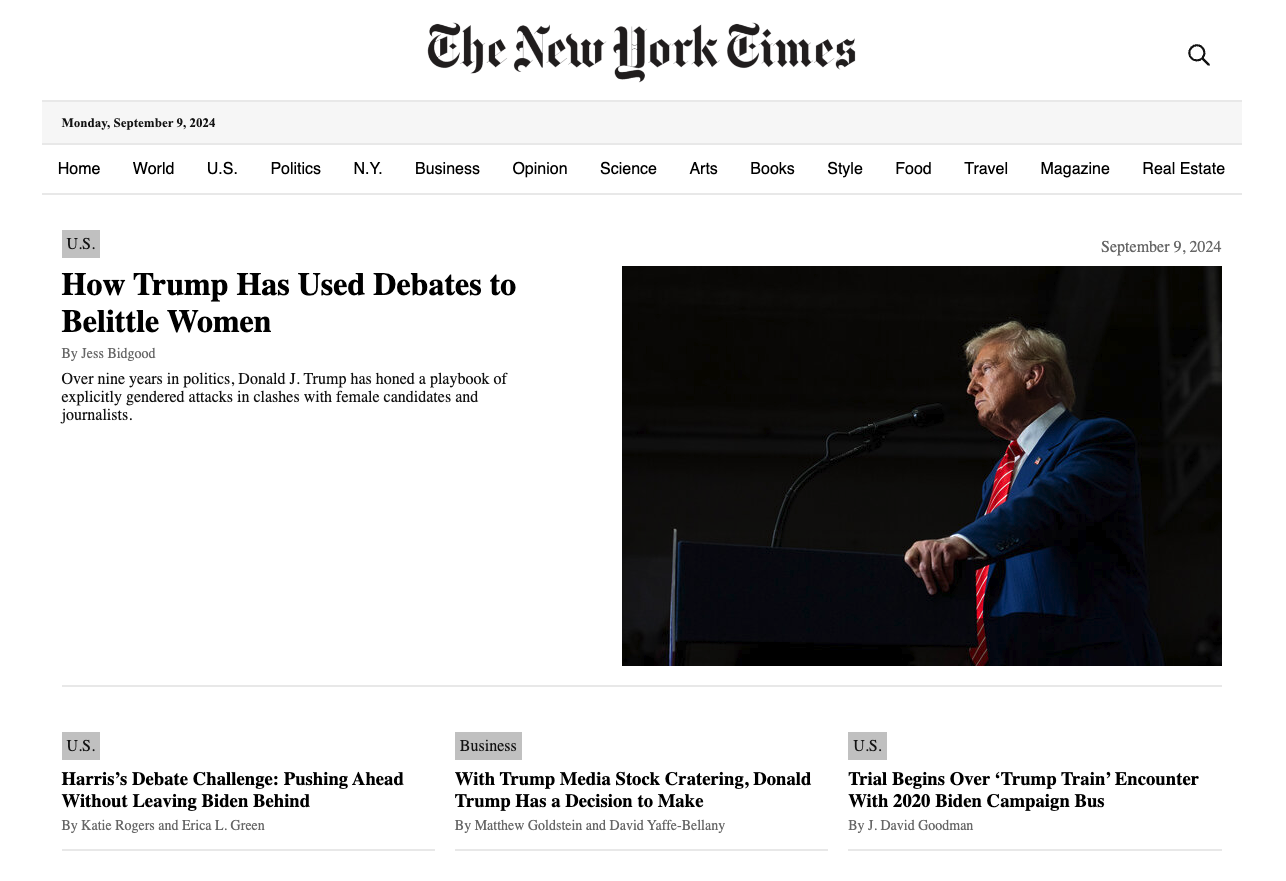 The New York Times
Monday, September 9, 2024
Home World U.S. Politics N.Y. Business Opinion Science Arts Books Style Food Travel Magazine Real Estate
U.S.
September 9, 2024
How Trump Has Used Debates to
Belittle Women
By Jess Bidgood
Over nine years in politics, Donald J. Trump has honed a playbook of
explicitly gendered attacks in clashes with female candidates and
journalists.
U.S.
Harris’s Debate Challenge: Pushing Ahead
Without Leaving Biden Behind
By Katie Rogers and Erica L. Green
Business
With Trump Media Stock Cratering, Donald
Trump Has a Decision to Make
By Matthew Goldstein and David Yaffe-Bellany
U.S.
Trial Begins Over ‘Trump Train’ Encounter
With 2020 Biden Campaign Bus
By J. David Goodman